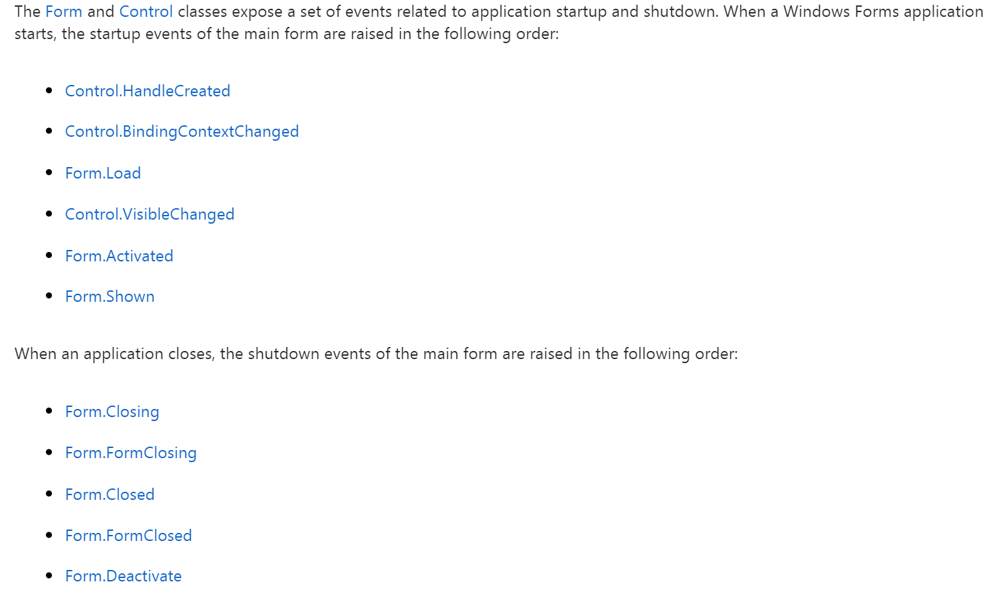 The Form and Control classes expose a set of events related to application startup and shutdown. When a Windows Forms application
starts, the startup events of the main form are raised in the following order:
Control.HandleCreated
Control.BindingContextChanged
Form.Load
Control.VisibleChanged
Form.Activated
Form.Shown
When an application closes, the shutdown events of the main form are raised in the following order:
Form.Closing
Form.FormClosing
Form.Closed
Form.FormClosed
Form.Deactivate